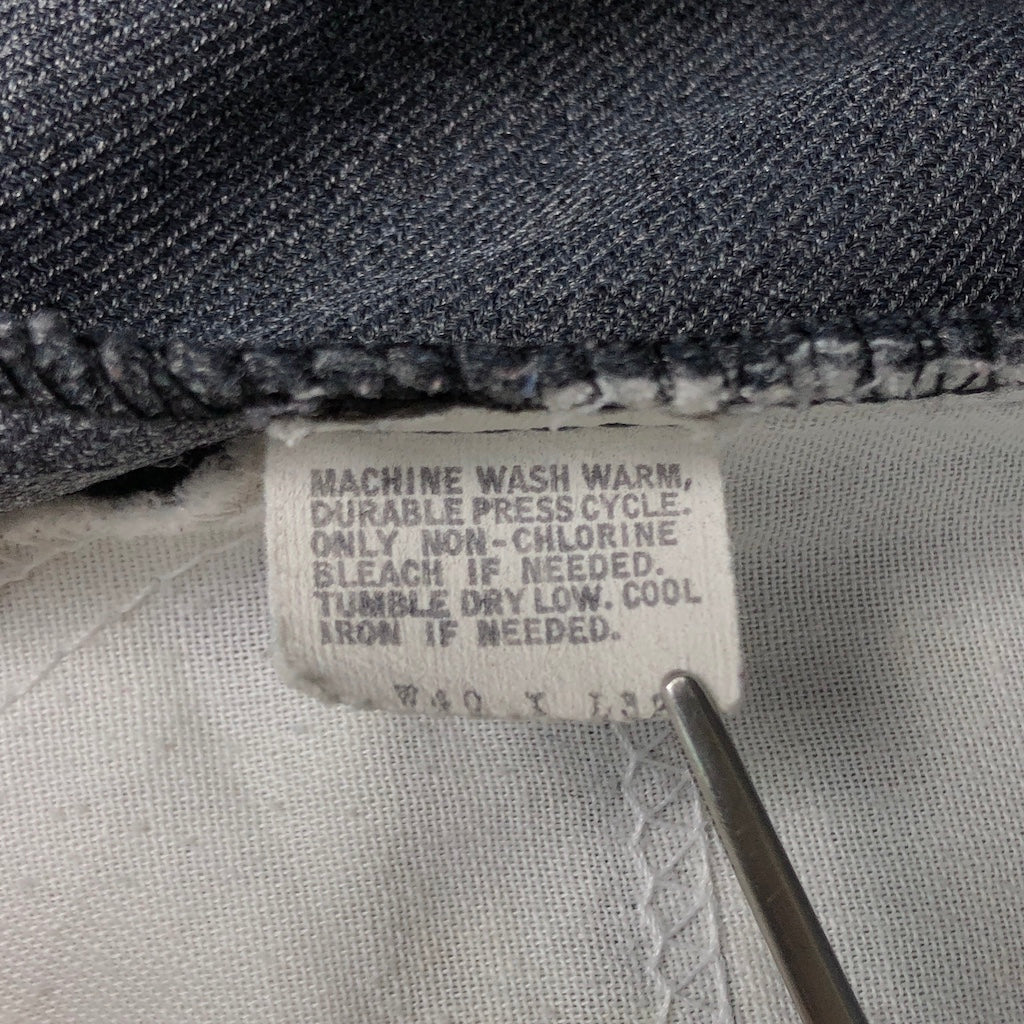 MACHINE WASH WARM,
DURABLE PRESS CYCLE.
ONLY NON-CHLORINE
BLEACH IF NEEDED.
TUMBLE DRY LOW. COOL
IRON IF NEEDED.
W40 X